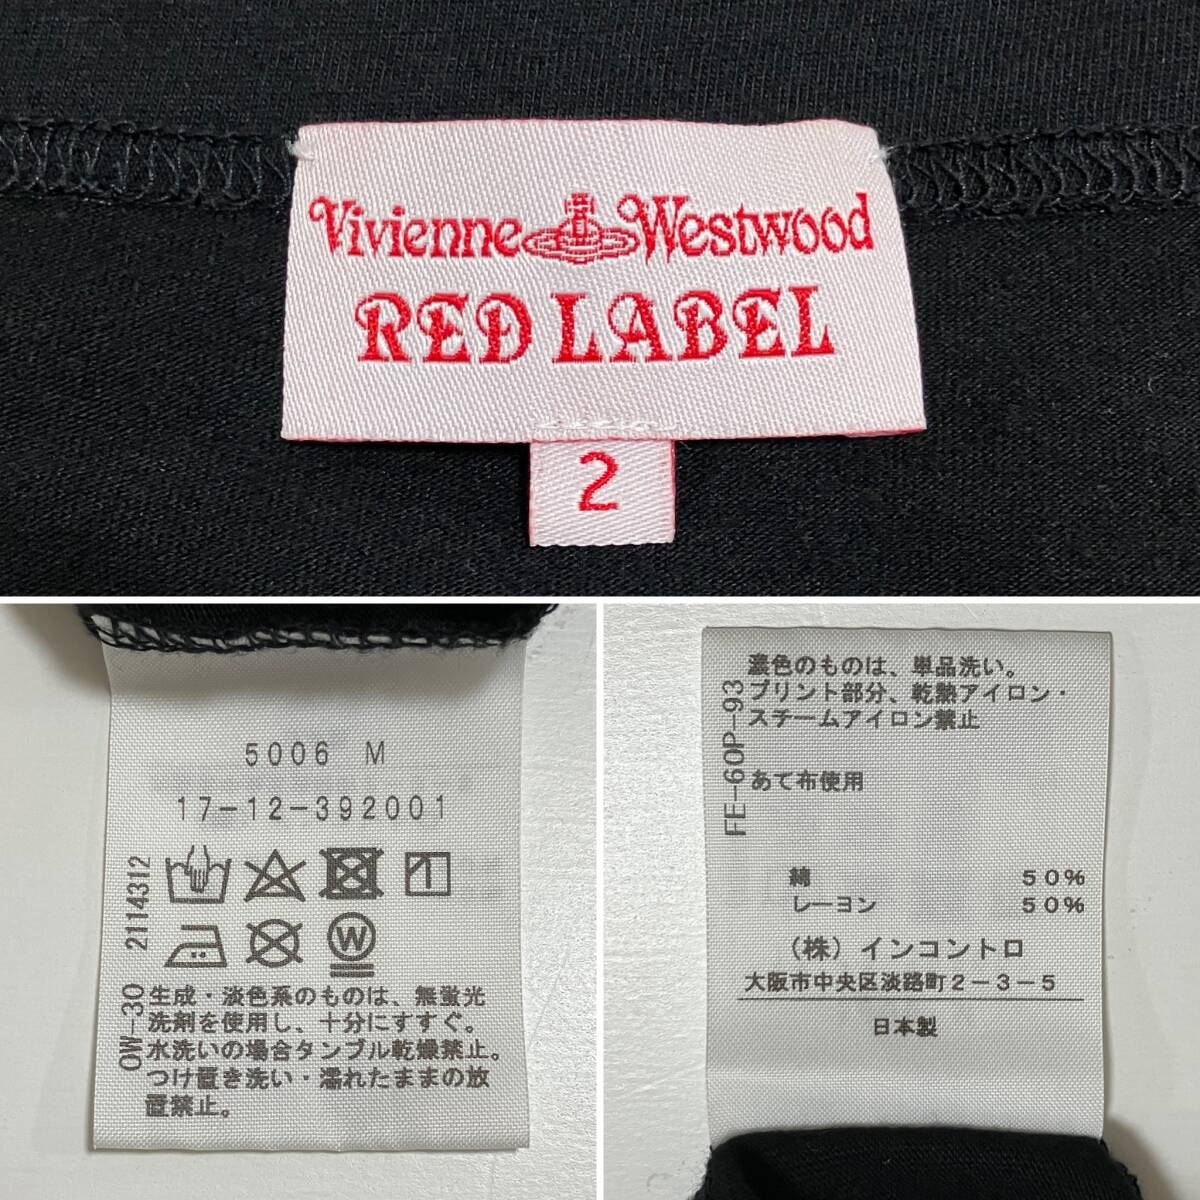 Vivienne Westwood
RED LABEL
2
5006 M
17-12-392001
2114312
W
OW-30
生成・淡色系のものは、無蛍光
洗剤を使用し、十分にすすぐ。
水洗いの場合タンブル乾燥禁止。
つけ置き洗い・濡れたままの放
置禁止。
濃色のものは、単品洗い。
プリント部分、乾熱アイロン・
スチームアイロン禁止
あて布使用
FE-60P-93
綿 50%
レーヨン 50%
(株)インコントロ
大阪市中央区淡路町2-3-5
日本製